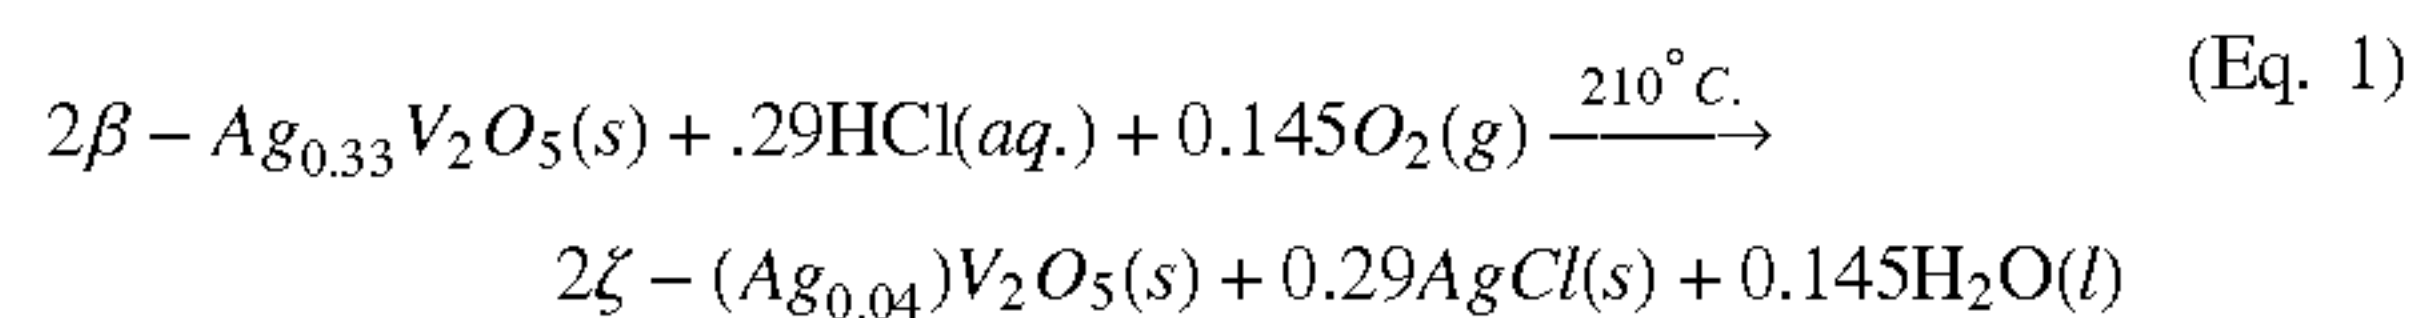 2β − Ag₀.₃₃V₂O₅(s) + .29HCl(aq.) + 0.145O₂(g) —210°C.→ (Eq. 1)
2ζ − (Ag₀.₀₄)V₂O₅(s) + 0.29AgCl(s) + 0.145H₂O(l)